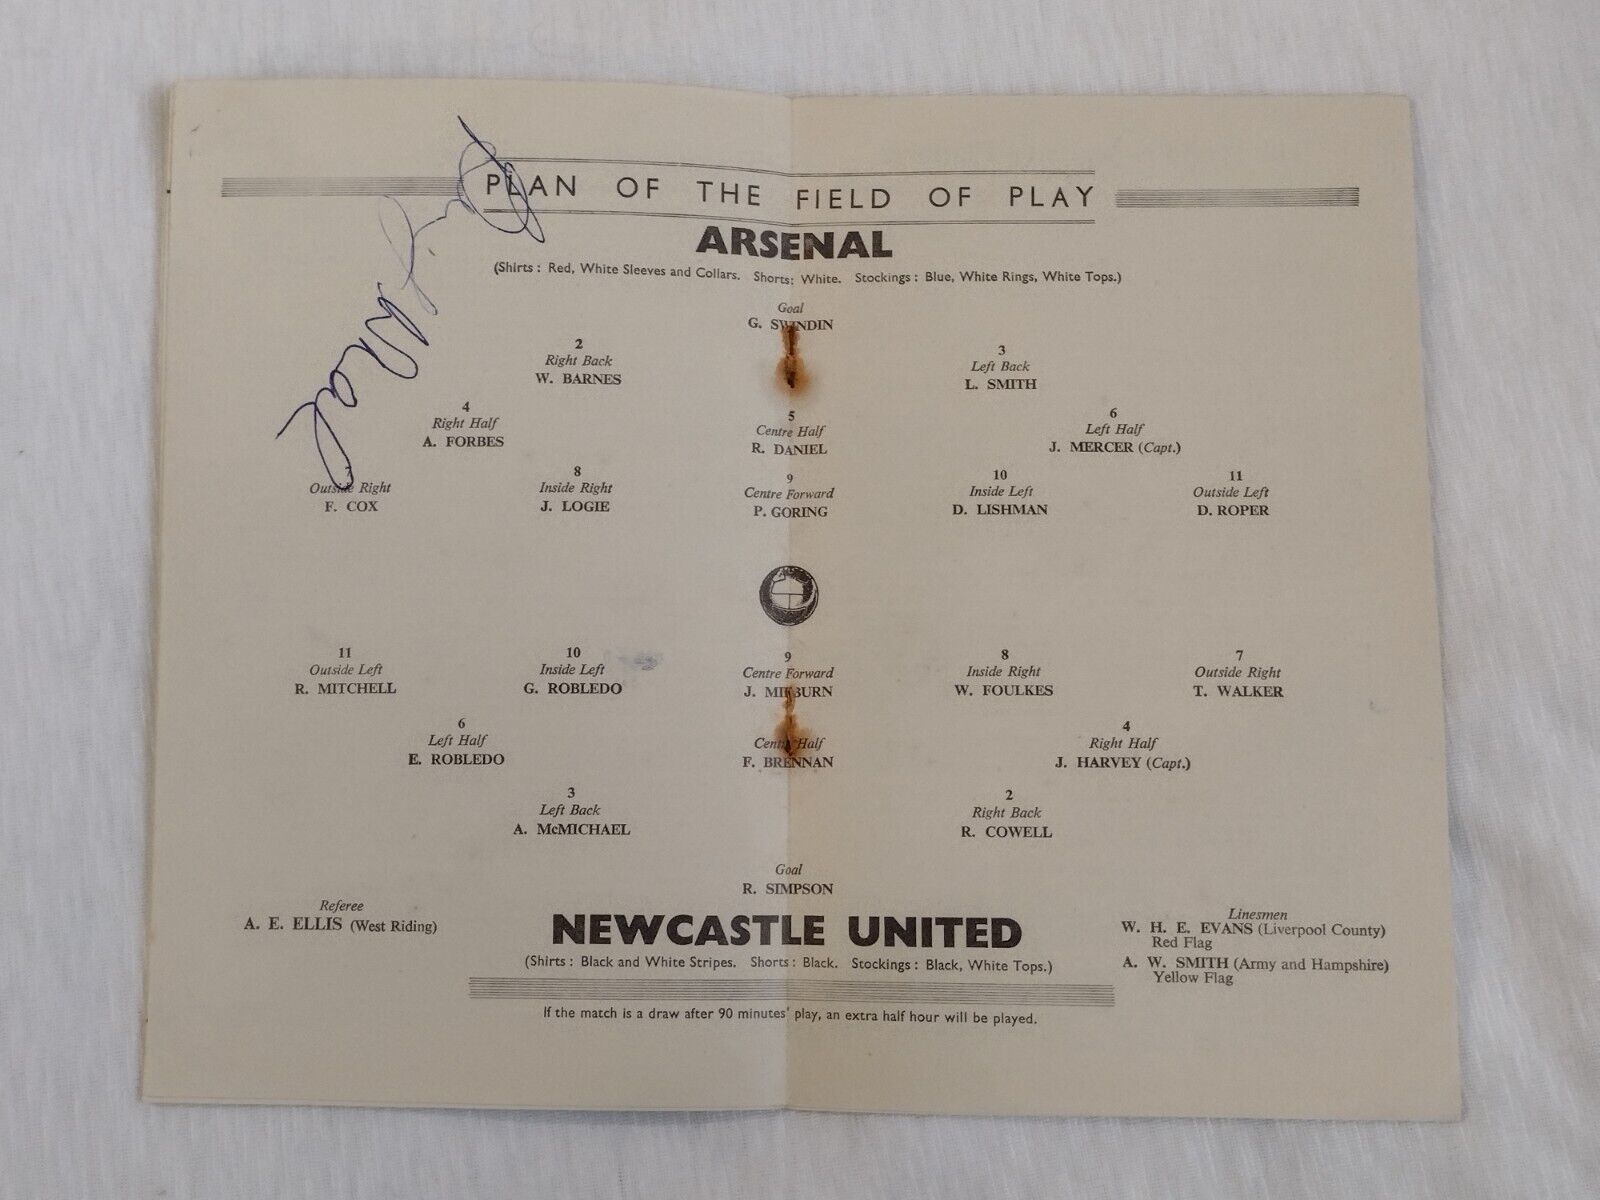 PLAN OF THE FIELD OF PLAY
ARSENAL
(Shirts : Red, White Sleeves and Collars. Shorts: White. Stockings : Blue, White Rings, White Tops.)
Goal
G. SWINDIN
2
Right Back
W. BARNES
3
Left Back
L. SMITH
4
Right Half
A. FORBES
5
Centre Half
R. DANIEL
6
Left Half
J. MERCER (Capt.)
7
Outside Right
F. COX
8
Inside Right
J. LOGIE
9
Centre Forward
P. GORING
10
Inside Left
D. LISHMAN
11
Outside Left
D. ROPER
11
Outside Left
R. MITCHELL
10
Inside Left
G. ROBLEDO
9
Centre Forward
J. MILBURN
8
Inside Right
W. FOULKES
7
Outside Right
T. WALKER
6
Left Half
E. ROBLEDO
Centre Half
F. BRENNAN
4
Right Half
J. HARVEY (Capt.)
3
Left Back
A. McMICHAEL
2
Right Back
R. COWELL
Goal
R. SIMPSON
Referee
A. E. ELLIS (West Riding)
NEWCASTLE UNITED
(Shirts : Black and White Stripes. Shorts : Black. Stockings : Black, White Tops.)
Linesmen
W. H. E. EVANS (Liverpool County)
Red Flag
A. W. SMITH (Army and Hampshire)
Yellow Flag
If the match is a draw after 90 minutes' play, an extra half hour will be played.